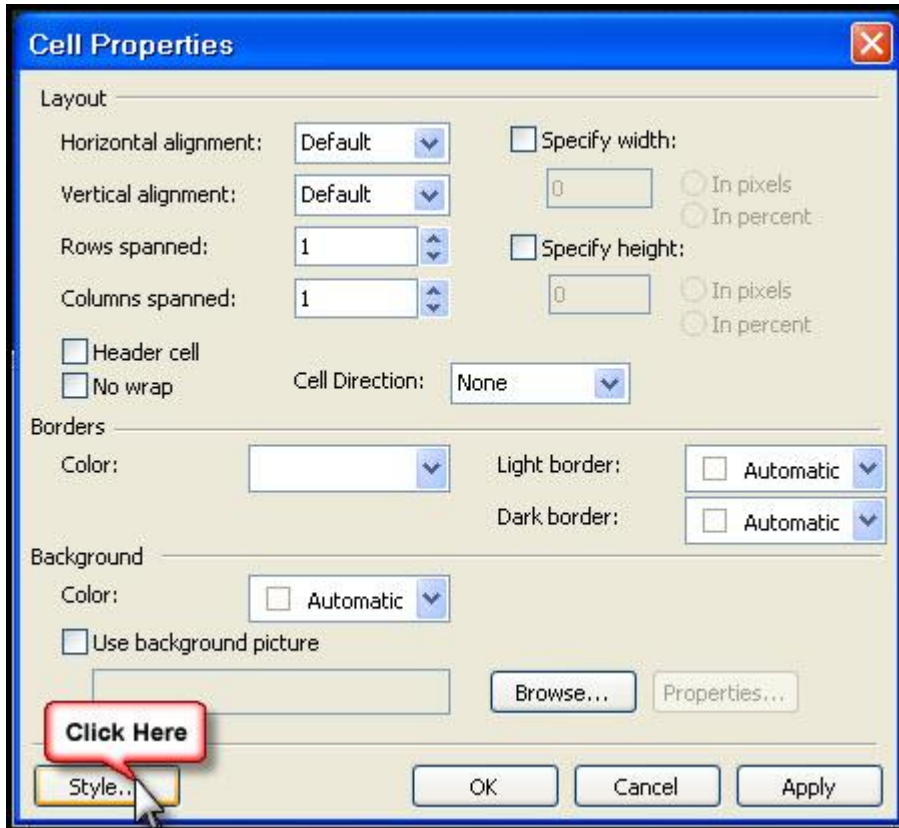 Cell Properties
Layout
Horizontal alignment: Default
Specify width:
Vertical alignment: Default
0
In pixels
In percent
Rows spanned: 1
Specify height:
Columns spanned: 1
0
In pixels
In percent
Header cell
No wrap
Cell Direction: None
Borders
Color:
Light border: Automatic
Dark border: Automatic
Background
Color: Automatic
Use background picture
Browse... Properties...
Click Here
Style.. OK Cancel Apply